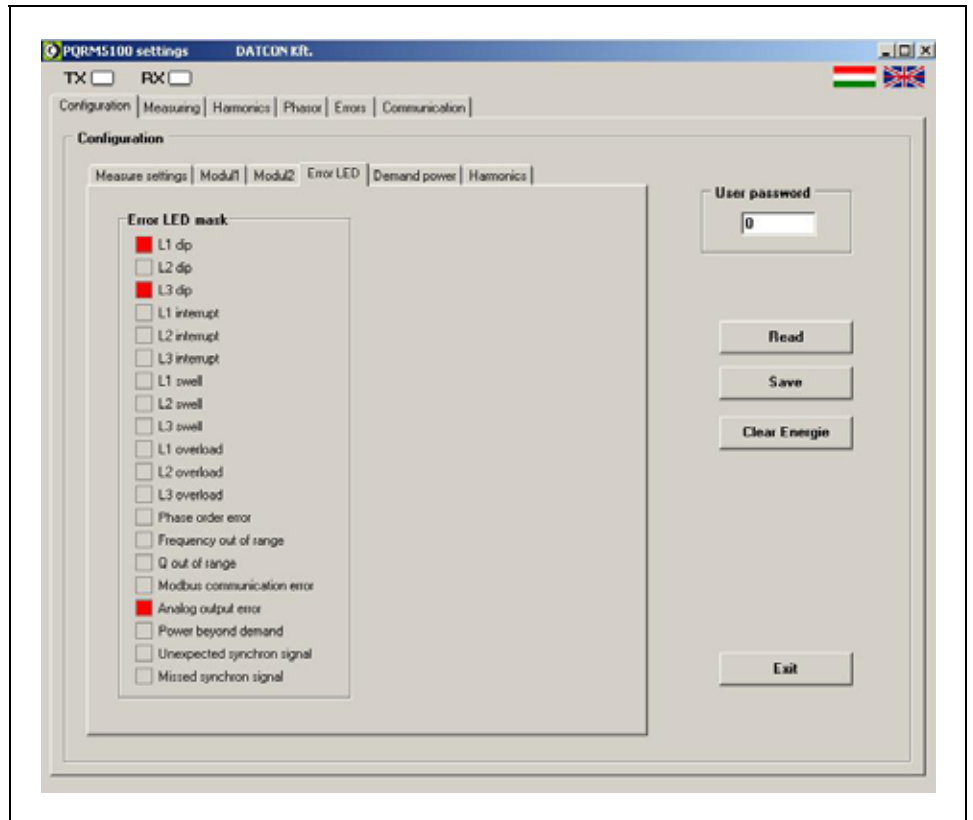 PQRM5100 settings DATCON Kft.
TX RX
Configuration Measuring Harmonics Phasor Errors Communication
Configuration
Measure settings Modul1 Modul2 Error LED Demand power Harmonics
User password
0
Error LED mask
L1 dip
L2 dip
L3 dip
L1 interrupt
L2 interrupt
L3 interrupt
L1 swell
L2 swell
L3 swell
L1 overload
L2 overload
L3 overload
Phase order error
Frequency out of range
Q out of range
Modbus communication error
Analog output error
Power beyond demand
Unexpected synchron signal
Missed synchron signal
Read
Save
Clear Energie
Exit